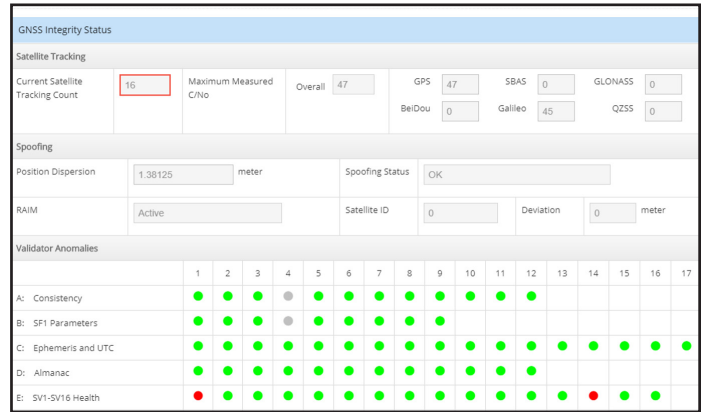 GNSS Integrity Status
Satellite Tracking
Current Satellite Tracking Count 16 Maximum Measured C/No Overall 47 GPS 47 SBAS 0 GLONASS 0
BeiDou 0 Galileo 45 QZSS 0
Spoofing
Position Dispersion 1.38125 meter Spoofing Status OK
RAIM Active Satellite ID 0 Deviation 0 meter
Validator Anomalies
1 2 3 4 5 6 7 8 9 10 11 12 13 14 15 16 17
A: Consistency
B: SF1 Parameters
C: Ephemeris and UTC
D: Almanac
E: SV1-SV16 Health